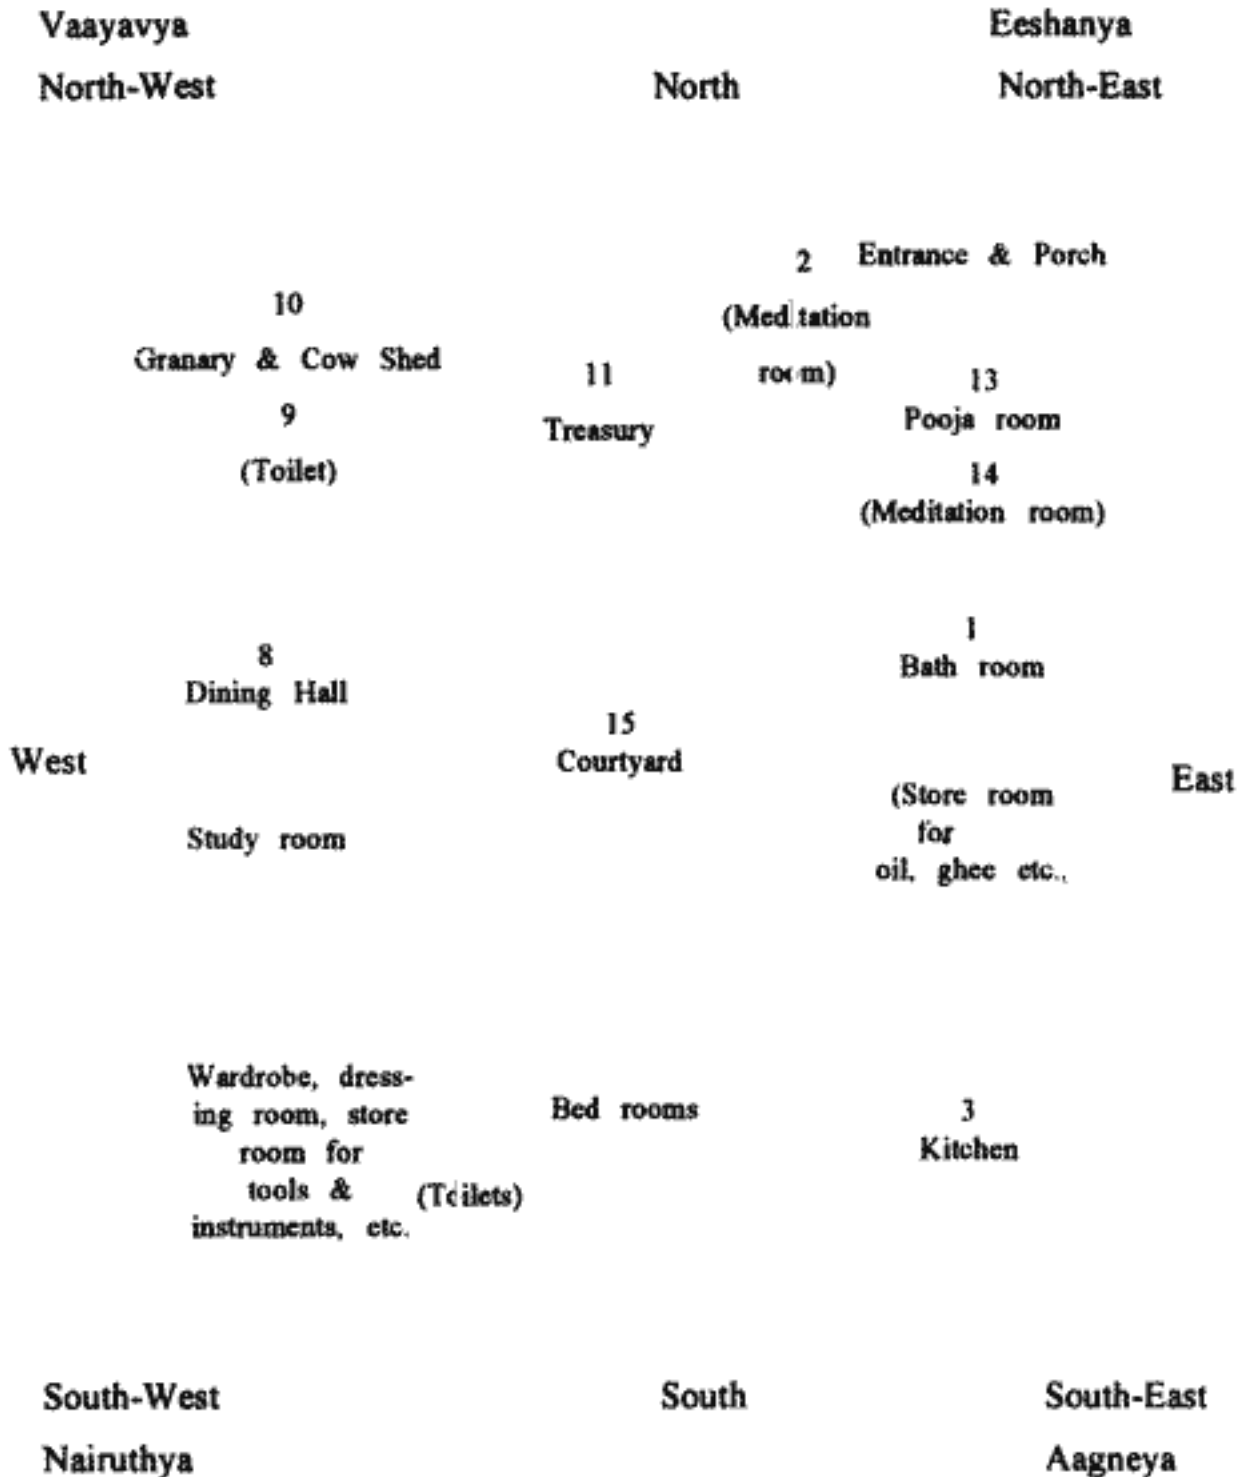 Vaayavya
Eeshanya
North-West
North
North-East
2 Entrance & Porch
(Meditation
room)
10
Granary & Cow Shed
9
(Toilet)
11
Treasury
13
Pooja room
14
(Meditation room)
8
Dining Hall
1
Bath room
15
Courtyard
West
East
Study room
(Store room
for
oil, ghee etc.,
Wardrobe, dress-
ing room, store
room for
tools &
instruments, etc.
(Toilets)
Bed rooms
3
Kitchen
South-West
South
South-East
Nairuthya
Aagneya